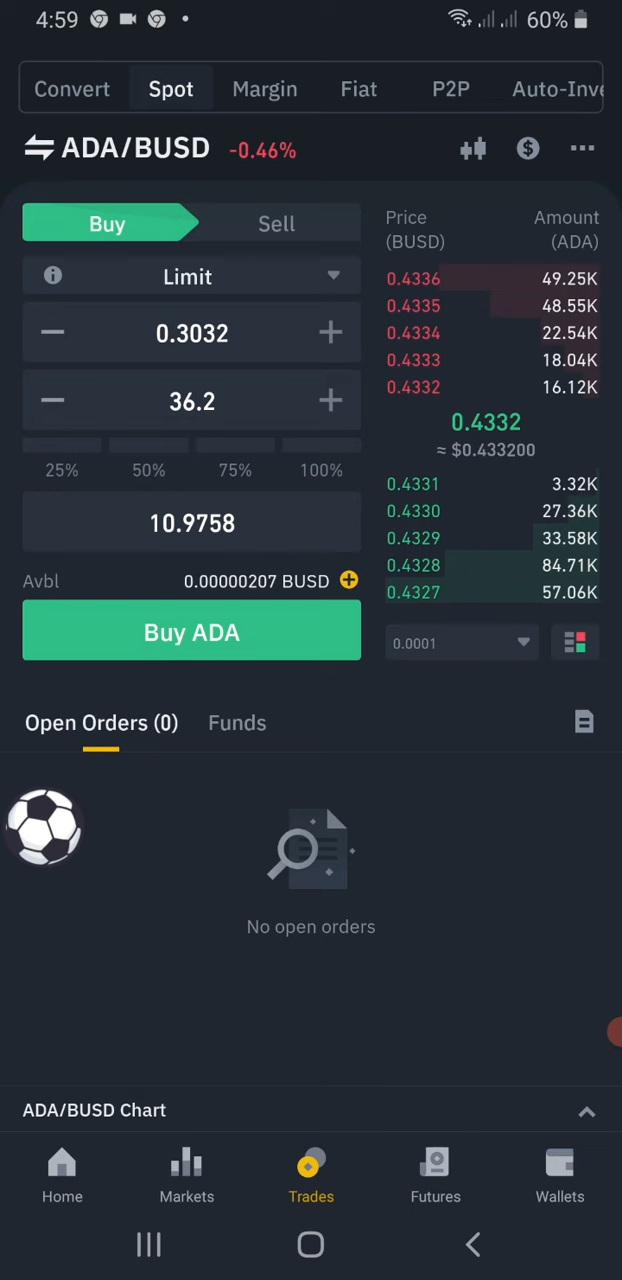 4:59 60%
Convert Spot Margin Fiat P2P Auto-Inve
ADA/BUSD -0.46%
Buy Sell
Limit
0.3032
36.2
25% 50% 75% 100%
10.9758
Avbl 0.00000207 BUSD
Buy ADA
Price Amount
(BUSD) (ADA)
0.4336 49.25K
0.4335 48.55K
0.4334 22.54K
0.4333 18.04K
0.4332 16.12K
0.4332
≈ $0.433200
0.4331 3.32K
0.4330 27.36K
0.4329 33.58K
0.4328 84.71K
0.4327 57.06K
0.0001
Open Orders (0) Funds
No open orders
ADA/BUSD Chart
Home Markets Trades Futures Wallets